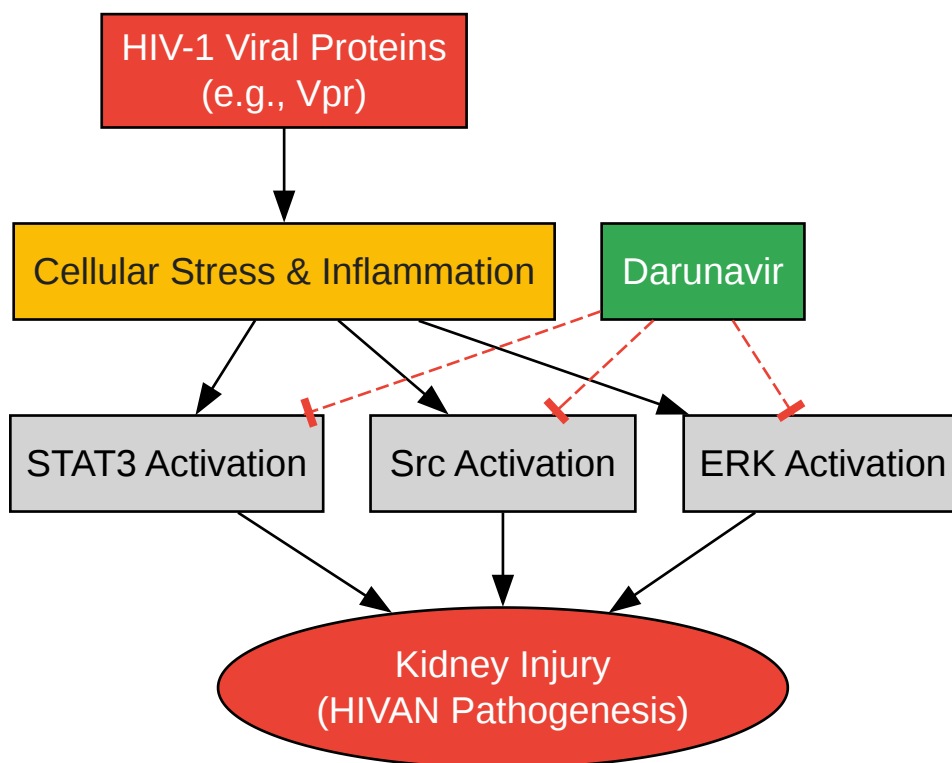 HIV-1 Viral Proteins
(e.g., Vpr)
Cellular Stress & Inflammation
Darunavir
STAT3 Activation
Src Activation
ERK Activation
Kidney Injury
(HIVAN Pathogenesis)